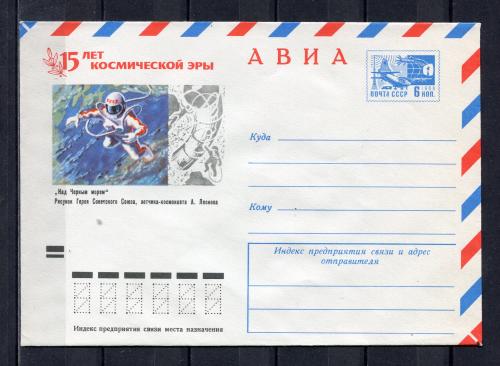 15 ЛЕТ
КОСМИЧЕСКОЙ ЭРЫ
АВИА
ПОЧТА СССР 6 КОП.
1966
Куда
„Над Черным морем“
Рисунок Героя Советского Союза, летчика-космонавта А. Леонова
Кому
Индекс предприятия связи и адрес
отправителя
Индекс предприятия связи места назначения